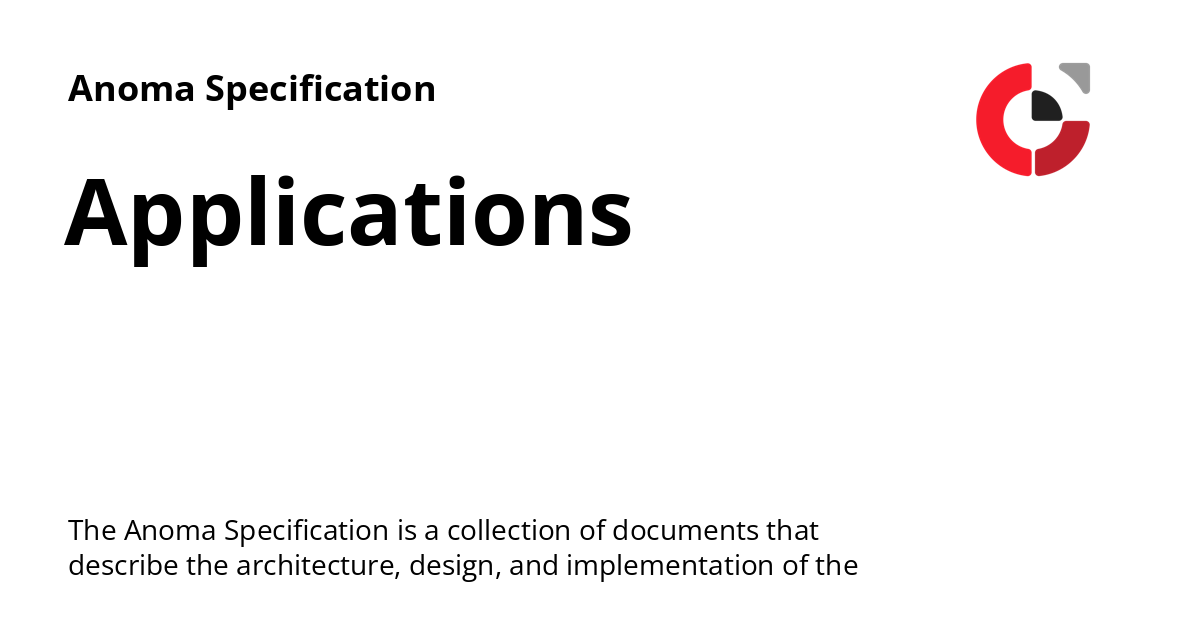 Anoma Specification
Applications
The Anoma Specification is a collection of documents that
describe the architecture, design, and implementation of the